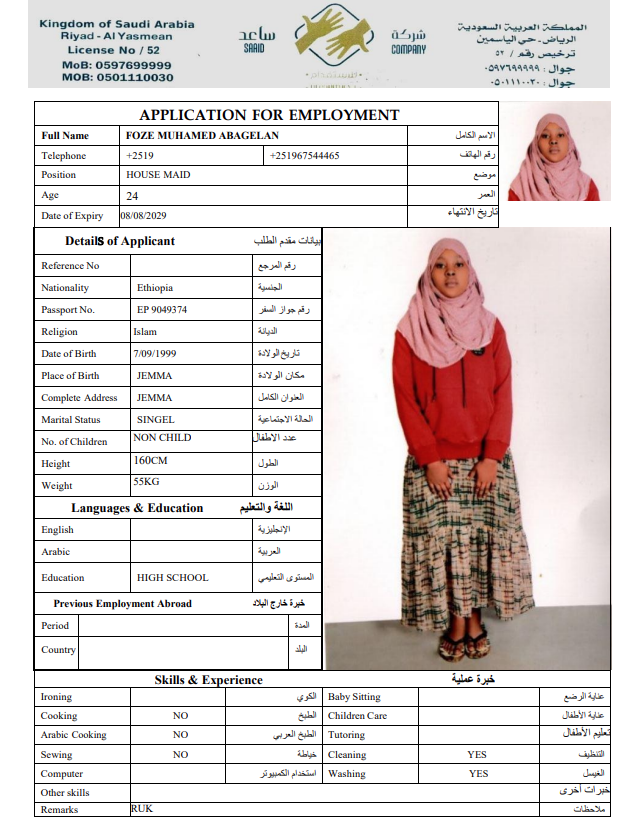 Kingdom of Saudi Arabia
Riyad - Al Yasmean
License No / 52
MoB: 0597699999
MOB: 0501110030
ساعد
SAAID
شركة
COMPANY
للاستقدام
المملكة العربية السعودية
الرياض - حي الياسمين
ترخيص رقم / ٥٢
جوال : ٠٥٩٧٦٩٩٩٩٩
جوال : ٠٥٠١١١٠٠٣٠
APPLICATION FOR EMPLOYMENT
Full Name FOZE MUHAMED ABAGELAN الاسم الكامل
Telephone +2519 +251967544465 رقم الهاتف
Position HOUSE MAID موضع
Age 24 العمر
Date of Expiry 08/08/2029 تاريخ الانتهاء
Details of Applicant بيانات مقدم الطلب
Reference No رقم المرجع
Nationality Ethiopia الجنسية
Passport No. EP 9049374 رقم جواز السفر
Religion Islam الديانة
Date of Birth 7/09/1999 تاريخ الولادة
Place of Birth JEMMA مكان الولادة
Complete Address JEMMA العنوان الكامل
Marital Status SINGEL الحالة الاجتماعية
No. of Children NON CHILD عدد الاطفال
Height 160CM الطول
Weight 55KG الوزن
Languages & Education اللغة والتعليم
English الإنجليزية
Arabic العربية
Education HIGH SCHOOL المستوى التعليمي
Previous Employment Abroad خبرة خارج البلاد
Period المدة
Country البلد
Skills & Experience خبرة عملية
Ironing الكوي Baby Sitting عناية الرضع
Cooking NO الطبخ Children Care عناية الأطفال
Arabic Cooking NO الطبخ العربي Tutoring تعليم الأطفال
Sewing NO خياطة Cleaning YES التنظيف
Computer استخدام الكمبيوتر Washing YES الغيسل
Other skills خبرات أخرى
Remarks RUK ملاحظات